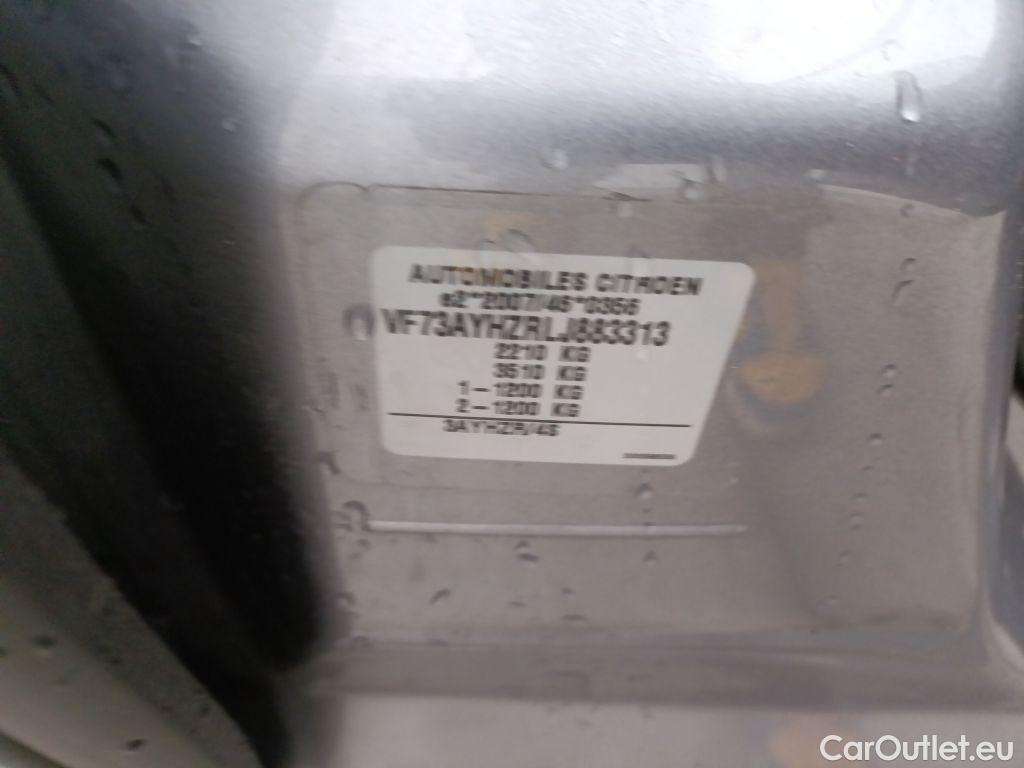 AUTOMOBILES CITROEN
e2*2007/46*0356
VF73AYHZRLJ883313
2210 KG
3510 KG
1-1200 KG
2-1200 KG
3AYHZR/4S
CarOutlet.eu